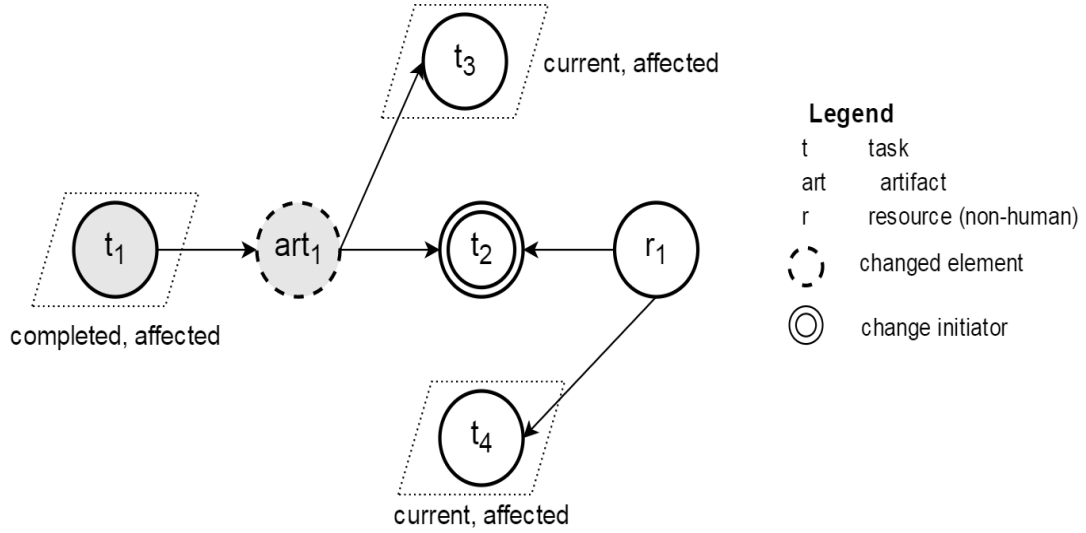 t3
current, affected
Legend
t task
art artifact
r resource (non-human)
changed element
change initiator
t1
art1
t2
r1
completed, affected
t4
current, affected